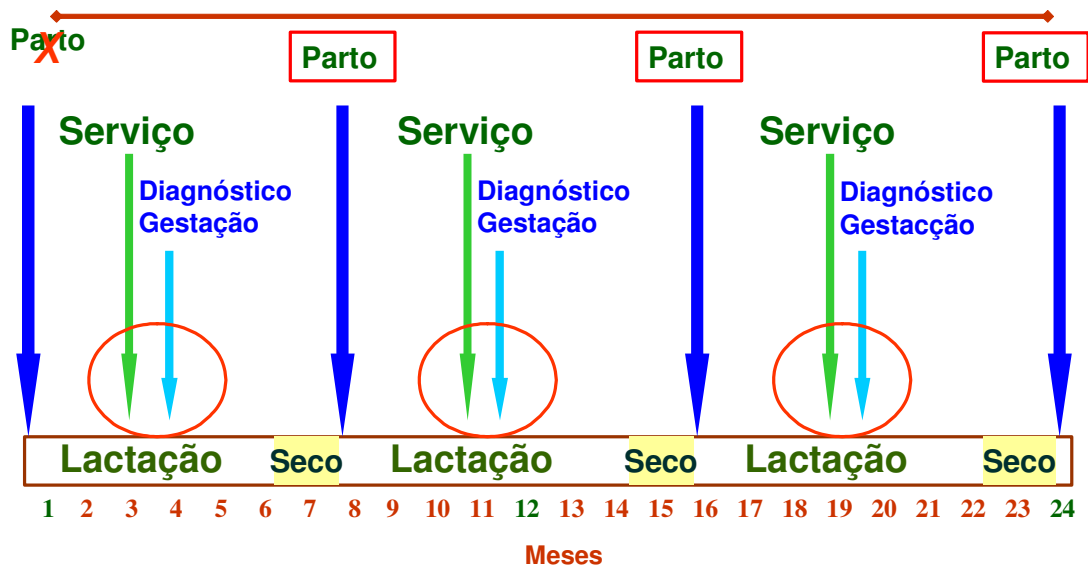 Parto
X
Parto
Parto
Parto
Serviço
Serviço
Serviço
Diagnóstico
Gestação
Diagnóstico
Gestação
Diagnóstico
Gestacção
Lactação Seco Lactação Seco Lactação Seco
1 2 3 4 5 6 7 8 9 10 11 12 13 14 15 16 17 18 19 20 21 22 23 24
Meses